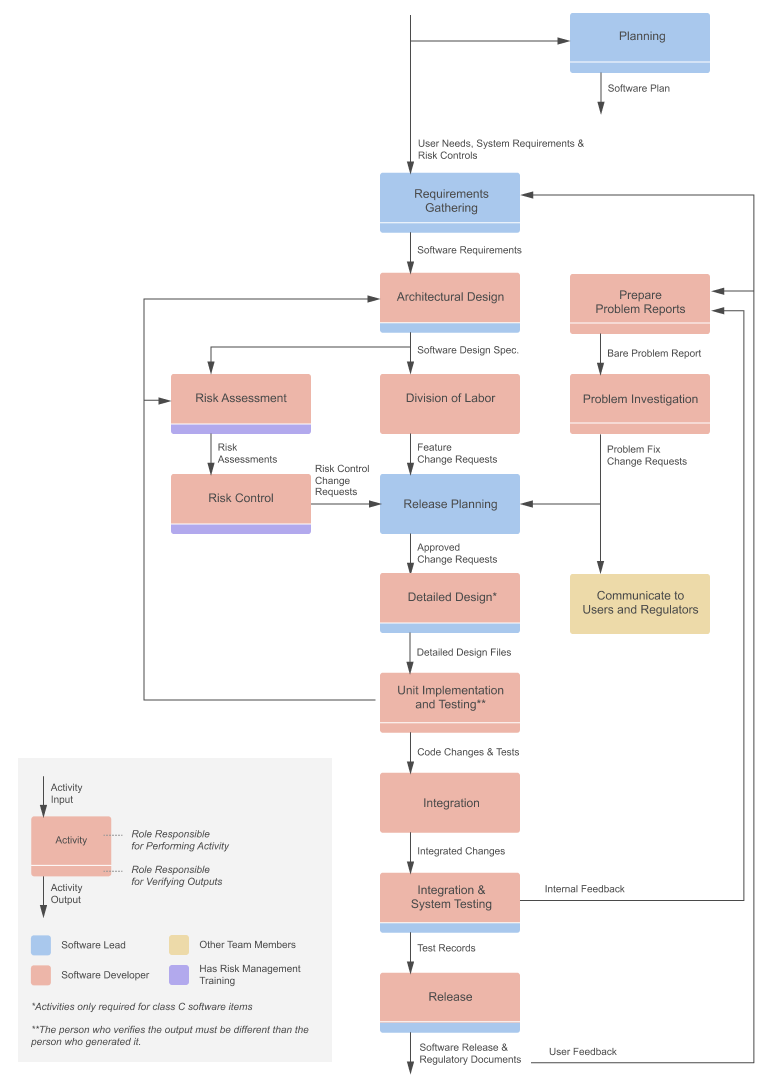 Planning
Software Plan
User Needs, System Requirements &
Risk Controls
Requirements
Gathering
Software Requirements
Architectural Design
Prepare
Problem Reports
Software Design Spec.
Bare Problem Report
Risk Assessment
Division of Labor
Problem Investigation
Risk
Assessments
Feature
Change Requests
Problem Fix
Change Requests
Risk Control
Change
Requests
Risk Control
Release Planning
Approved
Change Requests
Detailed Design*
Communicate to
Users and Regulators
Detailed Design Files
Unit Implementation
and Testing**
Code Changes & Tests
Integration
Integrated Changes
Integration &
System Testing
Internal Feedback
Test Records
Release
Software Release &
Regulatory Documents
User Feedback
Activity
Input
Activity
Role Responsible
for Performing Activity
Role Responsible
for Verifying Outputs
Activity
Output
Software Lead
Other Team Members
Software Developer
Has Risk Management
Training
*Activities only required for class C software items
**The person who verifies the output must be different than the
person who generated it.